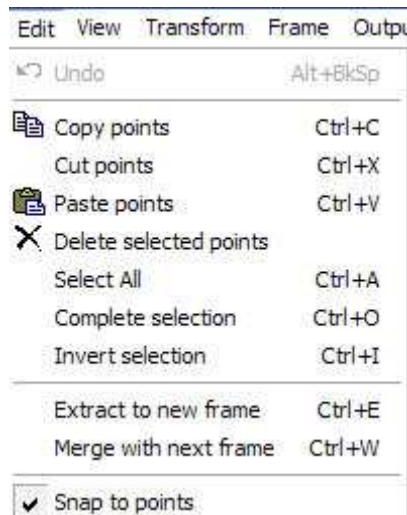 Edit View Transform Frame Outpu
Undo Alt+BkSp
Copy points Ctrl+C
Cut points Ctrl+X
Paste points Ctrl+V
Delete selected points
Select All Ctrl+A
Complete selection Ctrl+O
Invert selection Ctrl+I
Extract to new frame Ctrl+E
Merge with next frame Ctrl+W
Snap to points